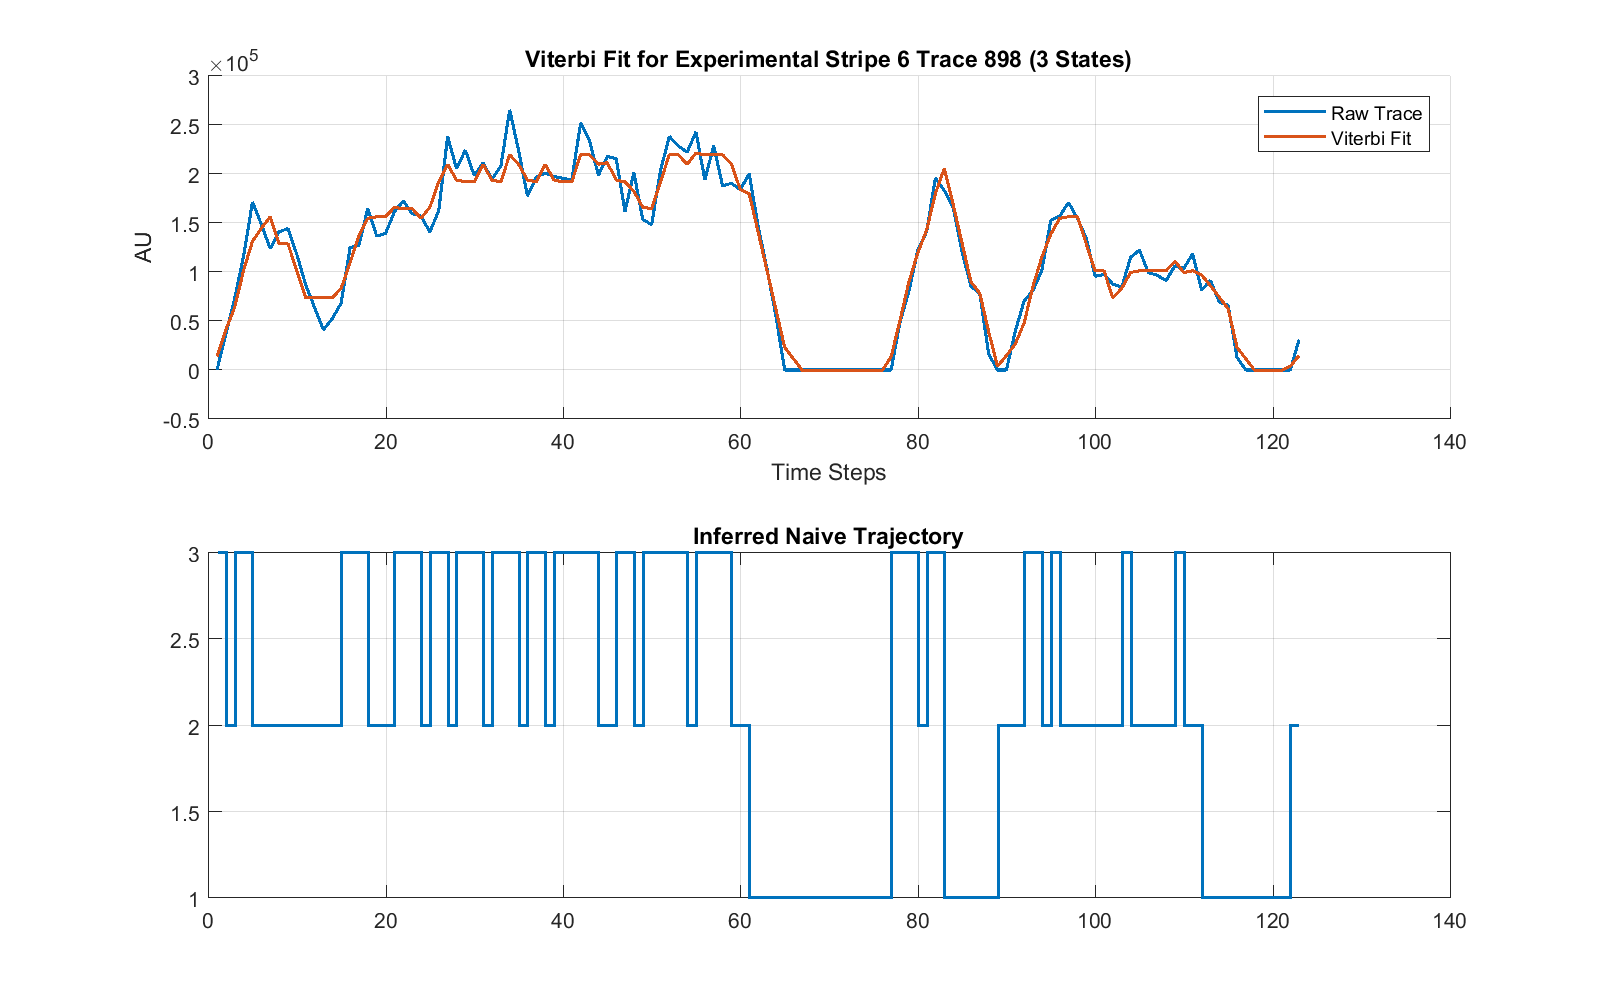 Viterbi Fit for Experimental Stripe 6 Trace 898 (3 States)
×10^5
3
2.5
2
1.5
1
0.5
0
-0.5
AU
Raw Trace
Viterbi Fit
0 20 40 60 80 100 120 140
Time Steps
Inferred Naive Trajectory
3
2.5
2
1.5
1
0 20 40 60 80 100 120 140